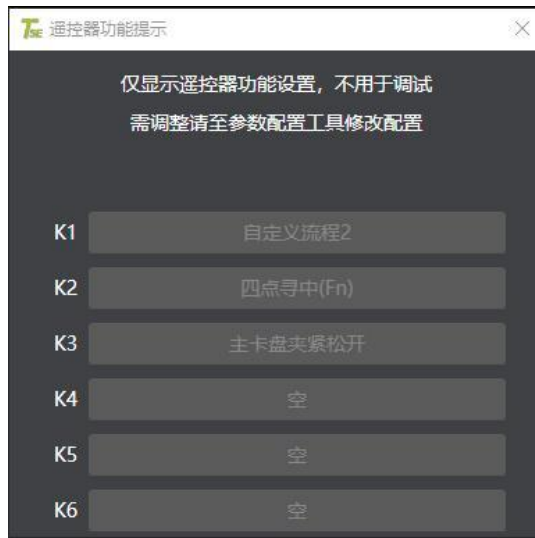 TSE 遥控器功能提示
仅显示遥控器功能设置，不用于调试
需调整请至参数配置工具修改配置
K1 自定义流程2
K2 四点寻中(Fn)
K3 主卡盘夹紧松开
K4 空
K5 空
K6 空